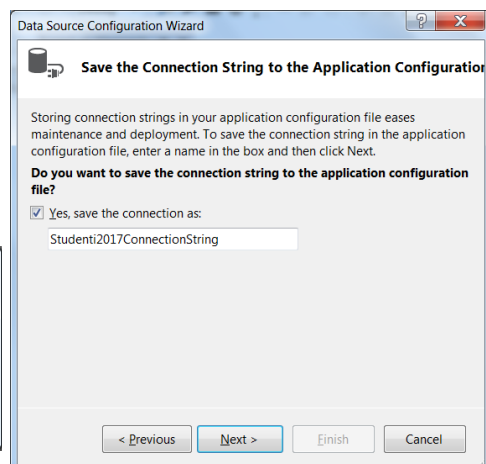 Data Source Configuration Wizard
? X
Save the Connection String to the Application Configuration
Storing connection strings in your application configuration file eases
maintenance and deployment. To save the connection string in the application
configuration file, enter a name in the box and then click Next.
Do you want to save the connection string to the application configuration
file?
Yes, save the connection as:
Studenti2017ConnectionString
< Previous Next > Finish Cancel